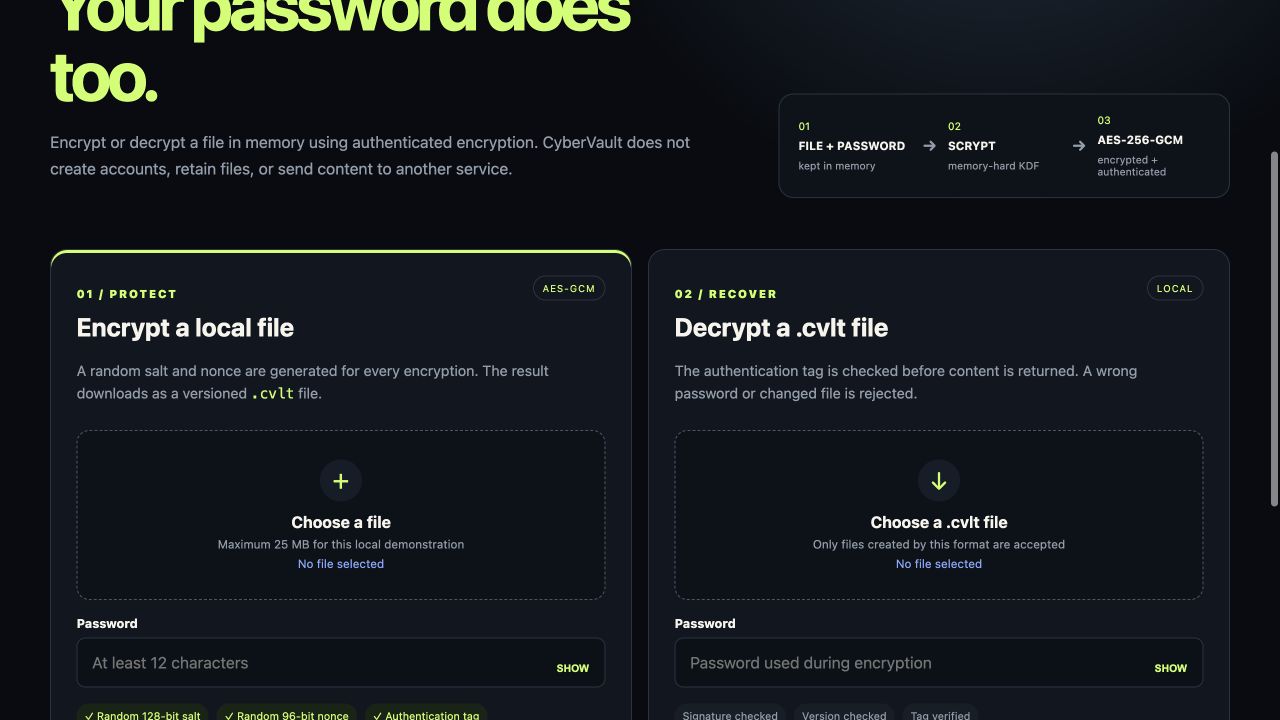 Your password does
too.
Encrypt or decrypt a file in memory using authenticated encryption. CyberVault does not
create accounts, retain files, or send content to another service.
01
FILE + PASSWORD
kept in memory
→
02
SCRYPT
memory-hard KDF
→
03
AES-256-GCM
encrypted +
authenticated
01 / PROTECT
AES-GCM
Encrypt a local file
A random salt and nonce are generated for every encryption. The result
downloads as a versioned .cvlt file.
+
Choose a file
Maximum 25 MB for this local demonstration
No file selected
Password
At least 12 characters
SHOW
✓ Random 128-bit salt
✓ Random 96-bit nonce
✓ Authentication tag
02 / RECOVER
LOCAL
Decrypt a .cvlt file
The authentication tag is checked before content is returned. A wrong
password or changed file is rejected.
↓
Choose a .cvlt file
Only files created by this format are accepted
No file selected
Password
Password used during encryption
SHOW
Signature checked
Version checked
Tag verified